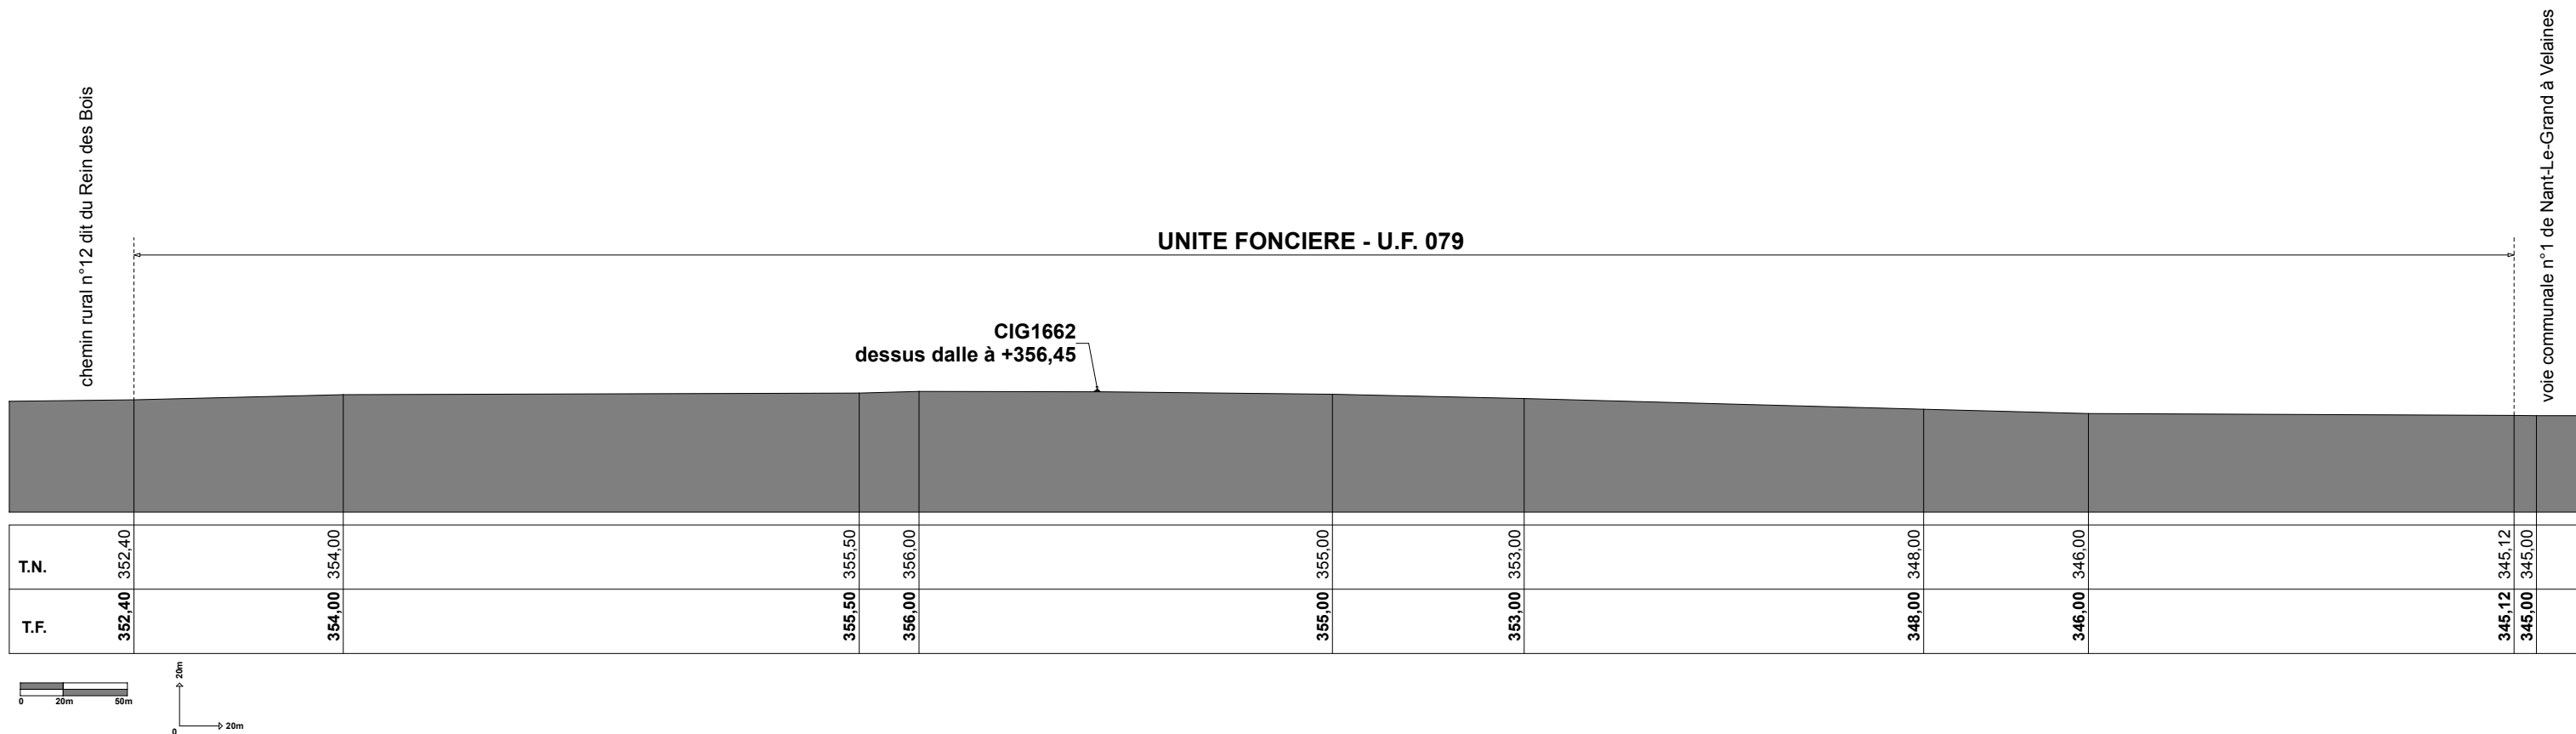 chemin rural n°12 dit du Rein des Bois
voie communale n°1 de Nant-Le-Grand à Velaines
UNITE FONCIERE - U.F. 079
CIG1662
dessus dalle à +356,45
T.N. 352,40 354,00 355,50 356,00 355,00 353,00 348,00 346,00 345,12 345,00
T.F. 352,40 354,00 355,50 356,00 355,00 353,00 348,00 346,00 345,12 345,00
0 20m 50m
20m
0 20m